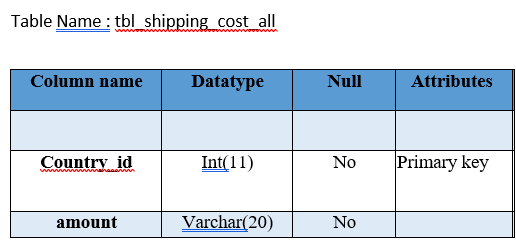 Table Name : tbl_shipping_cost_all
Column name Datatype Null Attributes
Country_id Int(11) No Primary key
amount Varchar(20) No